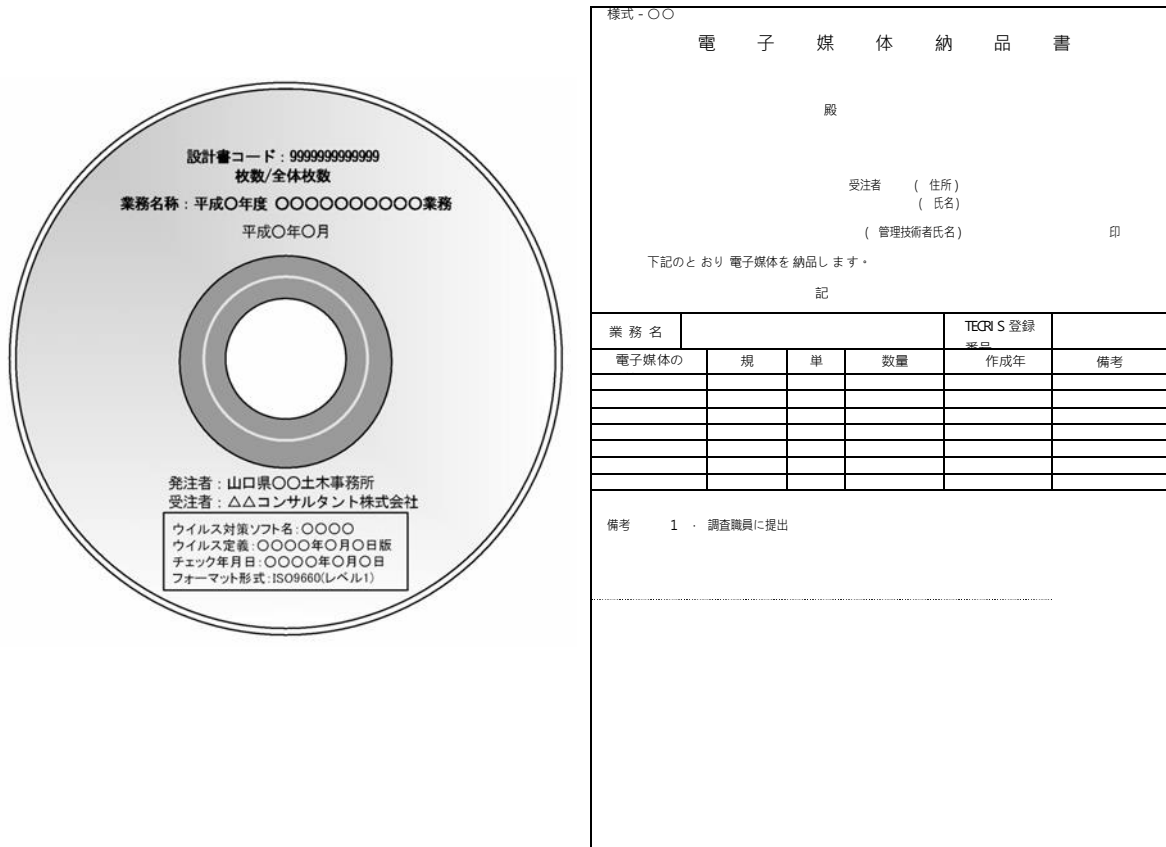 設計書コード：9999999999999
枚数/全体枚数
業務名称：平成○年度 ○○○○○○○○○○業務
平成○年○月
発注者：山口県○○土木事務所
受注者：△△コンサルタント株式会社
ウイルス対策ソフト名：○○○○
ウイルス定義：○○○○年○月○日版
チェック年月日：○○○○年○月○日
フォーマット形式：ISO9660(レベル1)
様式 - ○○
電 子 媒 体 納 品 書
殿
受注者 ( 住所 )
( 氏名 )
( 管理技術者氏名 ) 印
下記のとおり電子媒体を納品します。
記
業 務 名 TECRIS 登録
電子媒体の 規 単 数量 作成年 備考
備考 1 ． 調査職員に提出